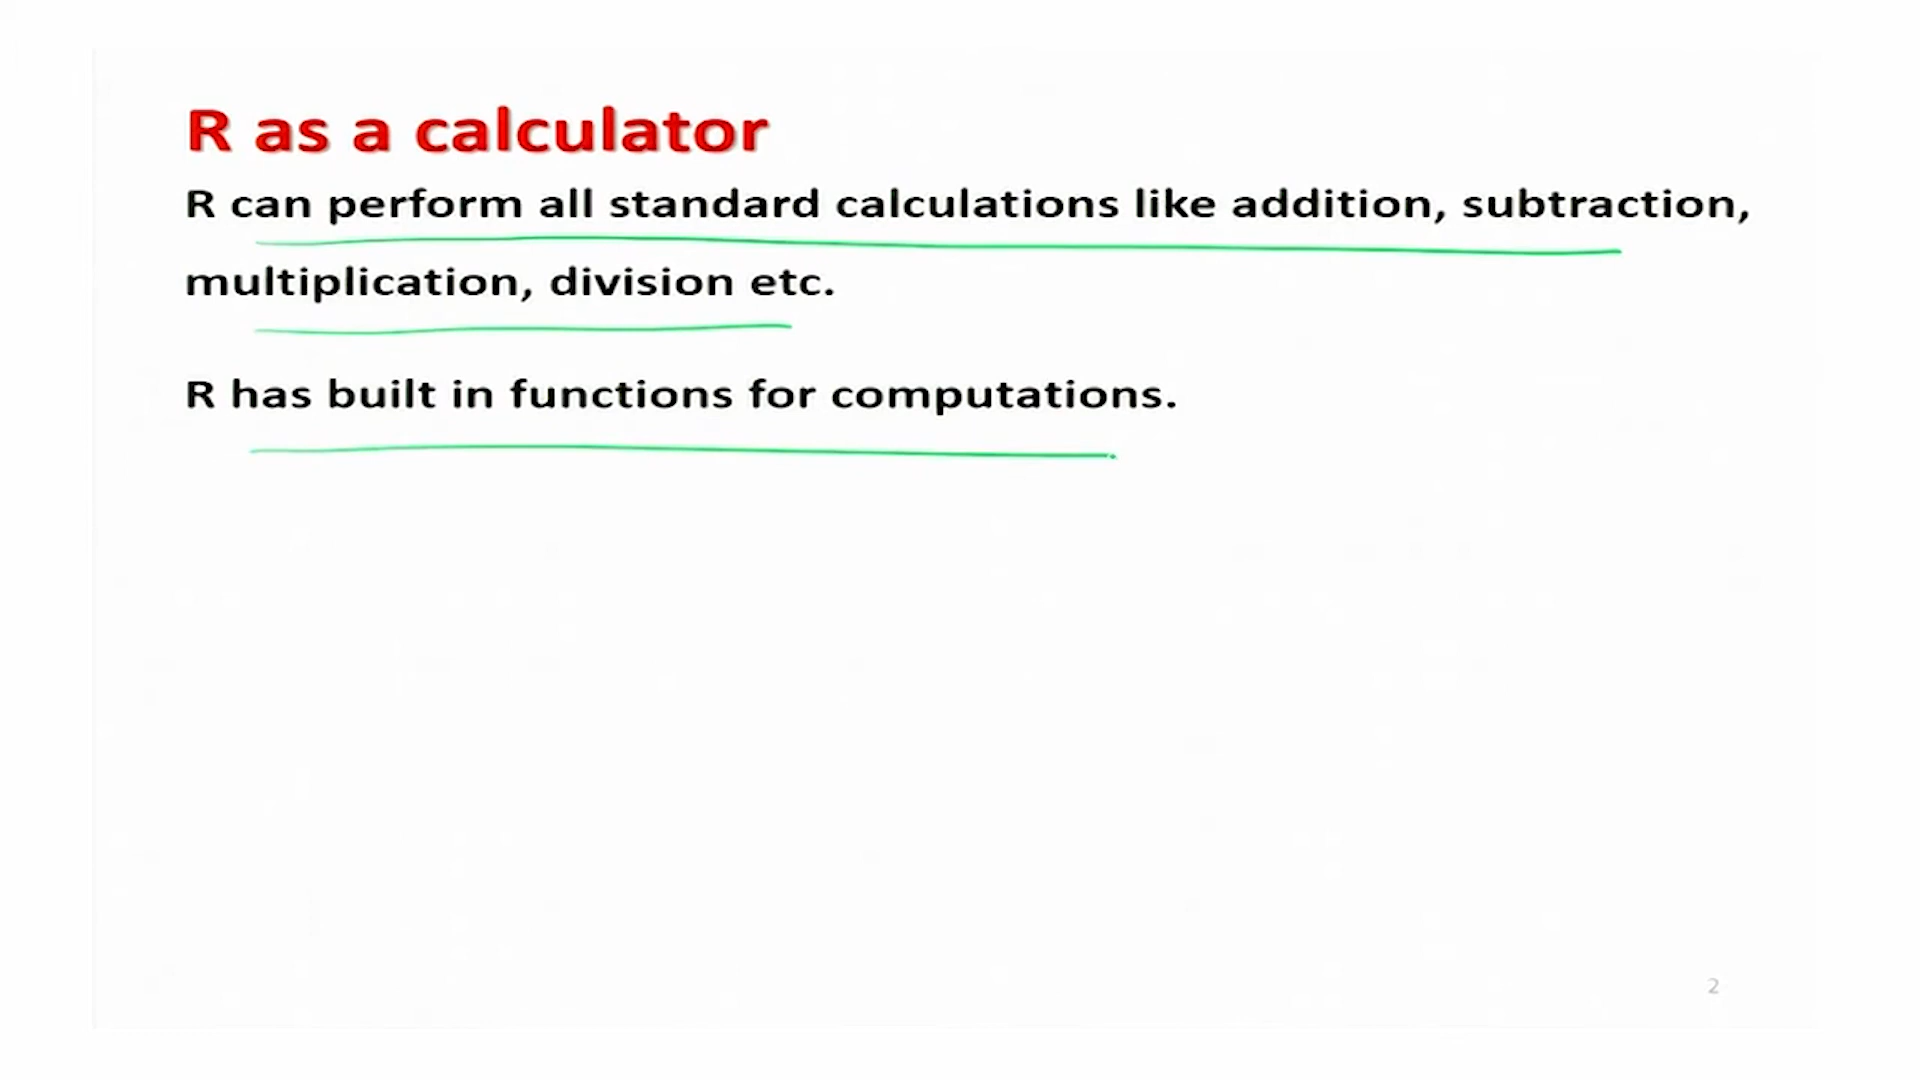 R as a calculator
R can perform all standard calculations like addition, subtraction,
multiplication, division etc.
R has built in functions for computations.
2